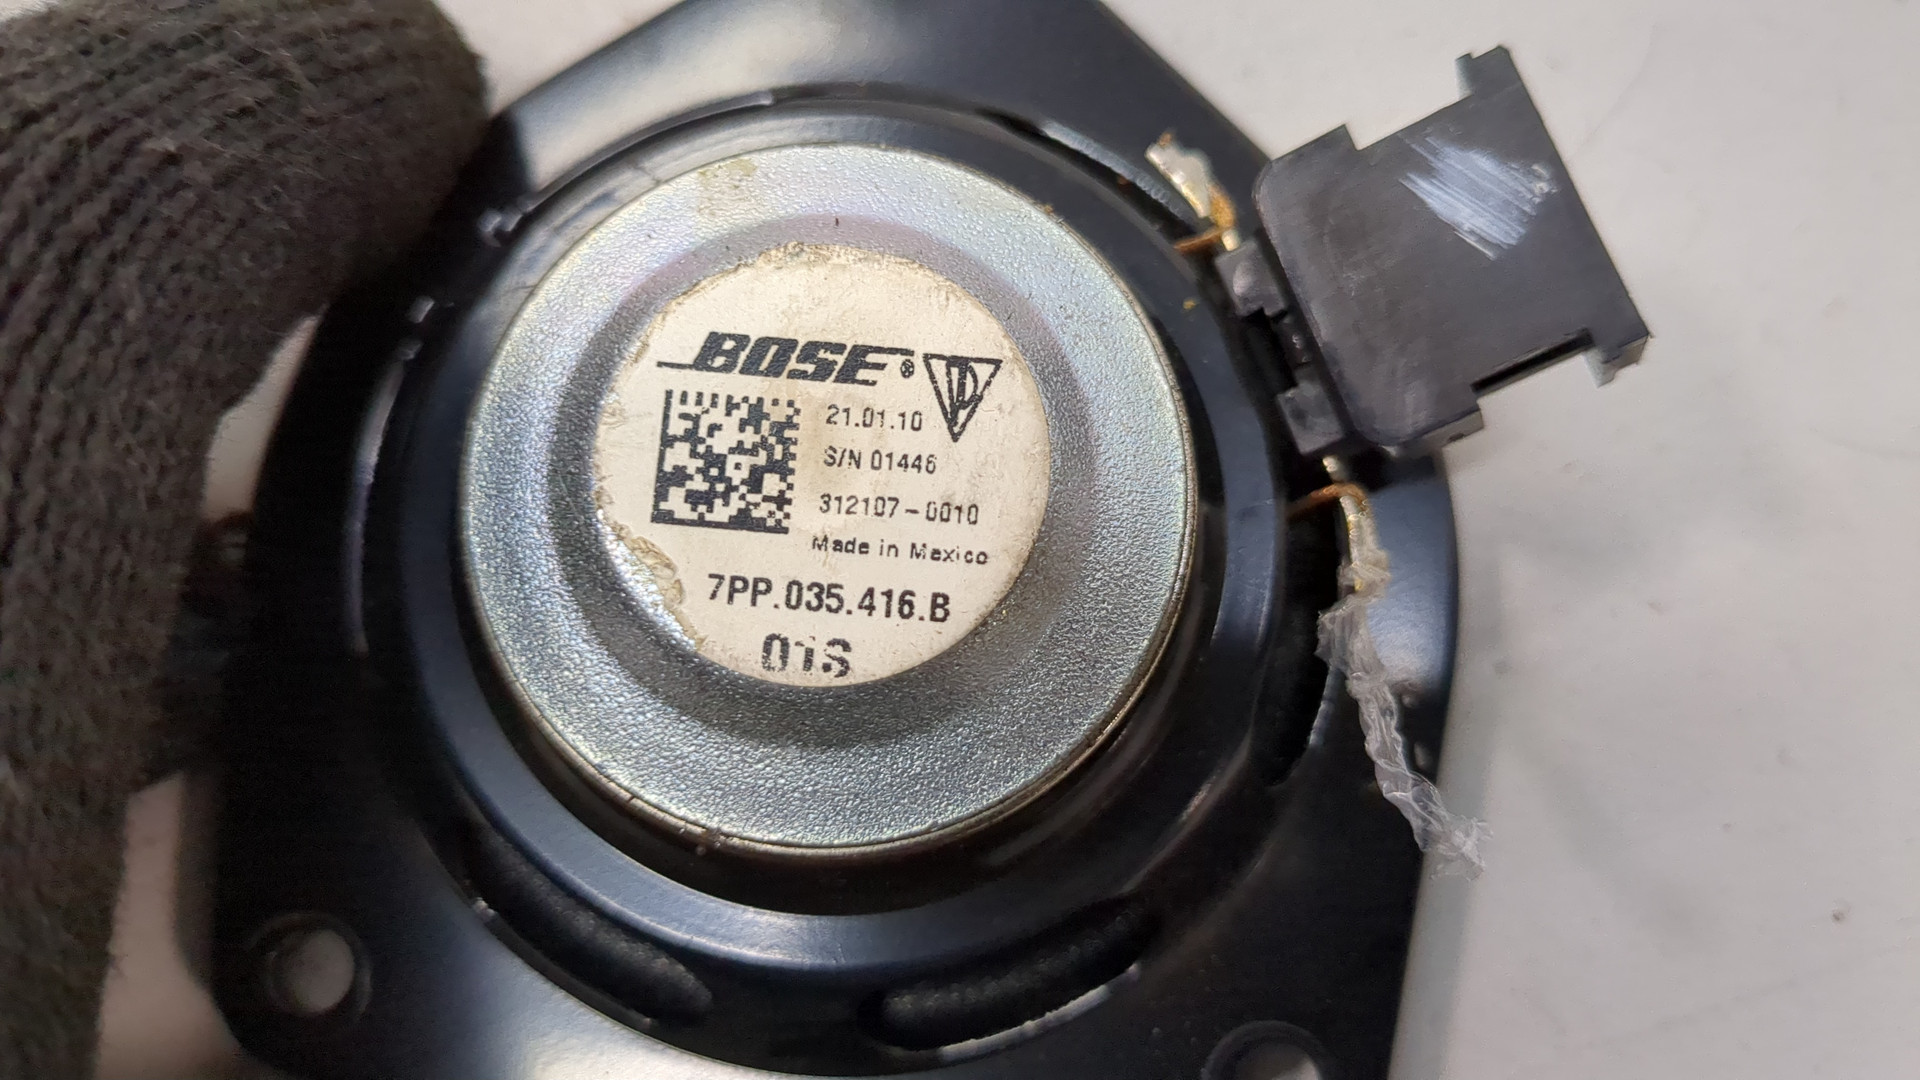 BOSE®
21.01.10
S/N 01446
312107-0010
Made in Mexico
7PP.035.416.B
01S